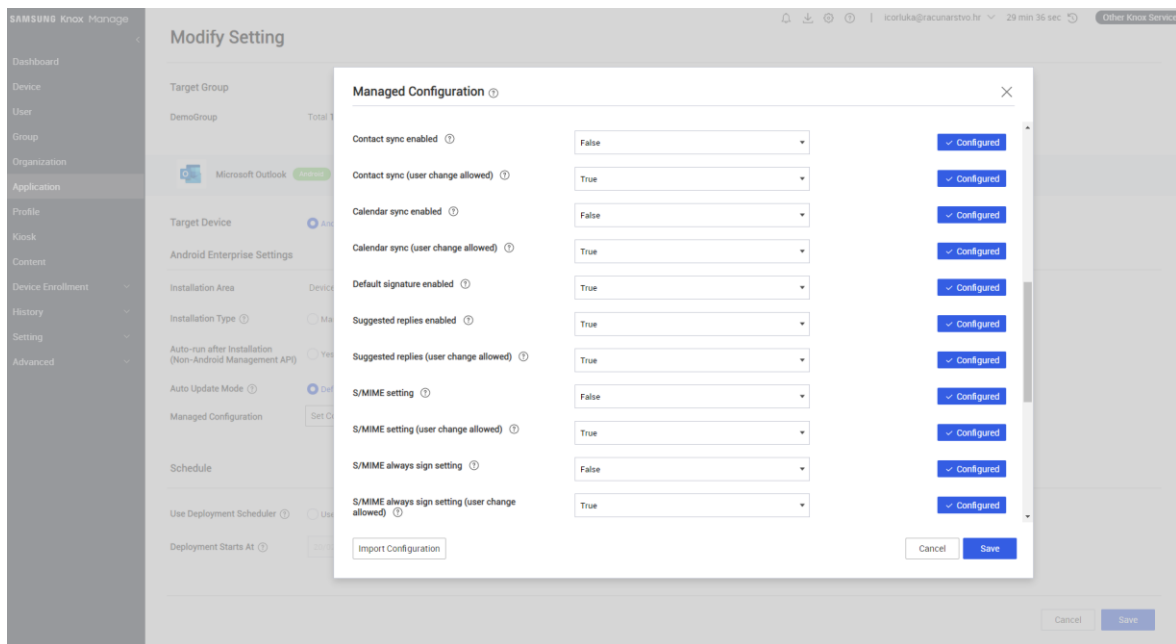 SAMSUNG Knox Manage
icorluka@racunarstvo.hr
29 min 36 sec
Other Knox Service
Modify Setting
Dashboard
Device
User
Group
Organization
Application
Profile
Kiosk
Content
Device Enrollment
History
Setting
Advanced
Target Group
DemoGroup
Total 1
Microsoft Outlook
Android
Target Device
Android Enterprise Settings
Installation Area
Device
Installation Type
Auto-run after Installation
(Non-Android Management API)
Yes
Auto Update Mode
Managed Configuration
Schedule
Use Deployment Scheduler
Use
Deployment Starts At
Cancel
Save
Managed Configuration
Contact sync enabled
False
Configured
Contact sync (user change allowed)
True
Configured
Calendar sync enabled
False
Configured
Calendar sync (user change allowed)
True
Configured
Default signature enabled
True
Configured
Suggested replies enabled
True
Configured
Suggested replies (user change allowed)
True
Configured
S/MIME setting
False
Configured
S/MIME setting (user change allowed)
True
Configured
S/MIME always sign setting
False
Configured
S/MIME always sign setting (user change
allowed)
True
Configured
Import Configuration
Cancel
Save